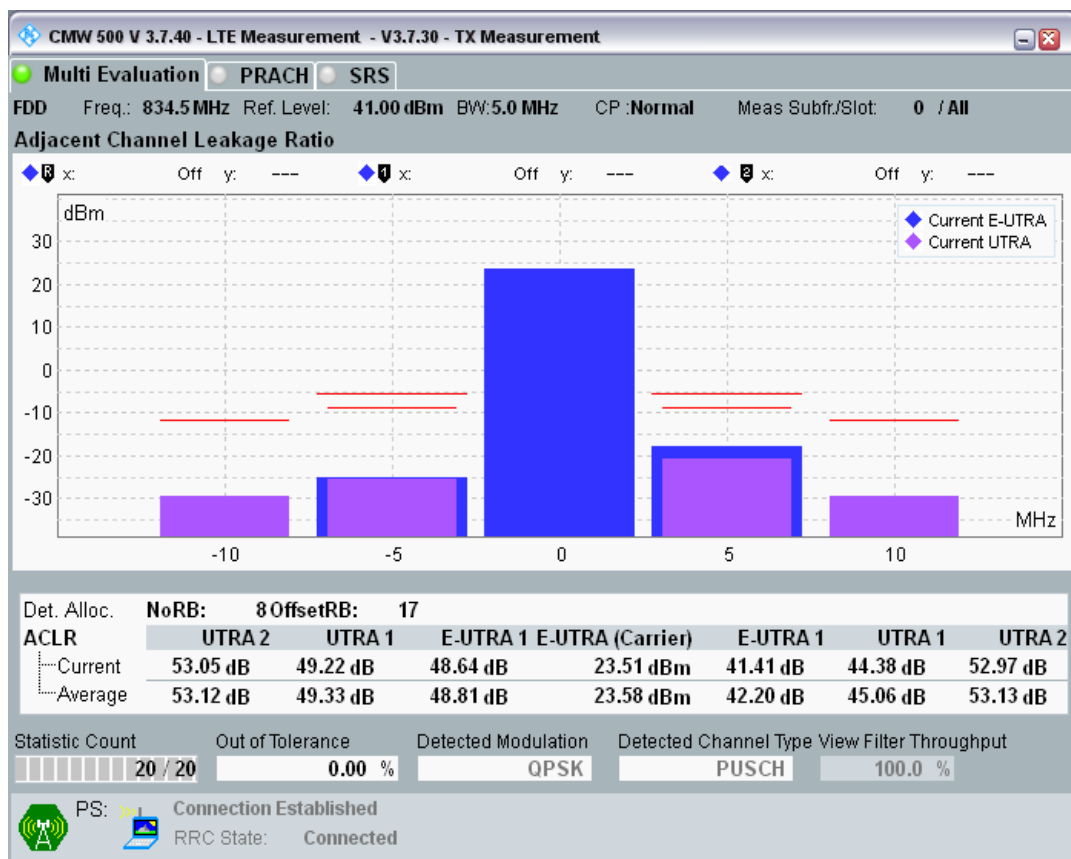 CMW 500 V 3.7.40 - LTE Measurement - V3.7.30 - TX Measurement
Multi Evaluation PRACH SRS
FDD Freq.: 834.5 MHz Ref. Level: 41.00 dBm BW:5.0 MHz CP :Normal Meas Subfr./Slot: 0 / All
Adjacent Channel Leakage Ratio
R x: Off y: --- 1 x: Off y: --- 2 x: Off y: ---
dBm
Current E-UTRA
Current UTRA
30
20
10
0
-10
-20
-30
MHz
-10 -5 0 5 10
Det. Alloc. NoRB: 8 OffsetRB: 17
ACLR UTRA 2 UTRA 1 E-UTRA 1 E-UTRA (Carrier) E-UTRA 1 UTRA 1 UTRA 2
Current 53.05 dB 49.22 dB 48.64 dB 23.51 dBm 41.41 dB 44.38 dB 52.97 dB
Average 53.12 dB 49.33 dB 48.81 dB 23.58 dBm 42.20 dB 45.06 dB 53.13 dB
Statistic Count Out of Tolerance Detected Modulation Detected Channel Type View Filter Throughput
20 / 20 0.00 % QPSK PUSCH 100.0 %
PS: Connection Established
RRC State: Connected